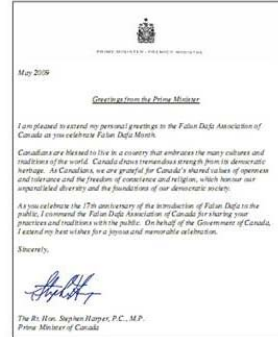 PRIME MINISTER - PREMIER MINISTRE
May 2009
Greetings from the Prime Minister
I am pleased to extend my personal greetings to the Falun Dafa Association of
Canada as you celebrate Falun Dafa Month.
Canadians are blessed to live in a country that embraces the many cultures and
traditions of the world. Canada draws tremendous strength from its democratic
heritage. As Canadians, we are grateful for Canada's shared values of openness
and tolerance and the freedom of conscience and religion, which honour our
unparalleled diversity and the foundations of our democratic society.
As you celebrate the 17th anniversary of the introduction of Falun Dafa to the
public, I commend the Falun Dafa Association of Canada for sharing your
practices and traditions with the public. On behalf of the Government of Canada,
I extend my best wishes for a joyous and memorable celebration.
Sincerely,
The Rt. Hon. Stephen Harper, P.C., M.P.
Prime Minister of Canada